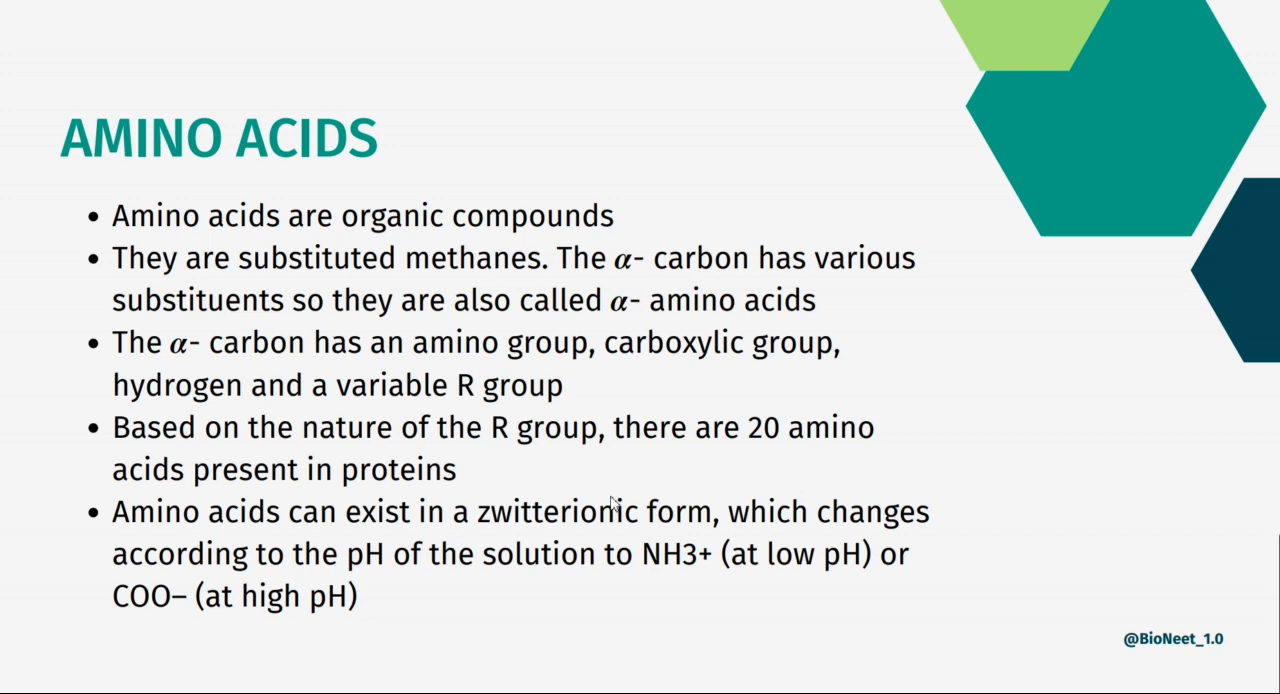 AMINO ACIDS
• Amino acids are organic compounds
• They are substituted methanes. The α- carbon has various
substituents so they are also called α- amino acids
• The α- carbon has an amino group, carboxylic group,
hydrogen and a variable R group
• Based on the nature of the R group, there are 20 amino
acids present in proteins
• Amino acids can exist in a zwitterionic form, which changes
according to the pH of the solution to NH3+ (at low pH) or
COO– (at high pH)
@BioNeet_1.0